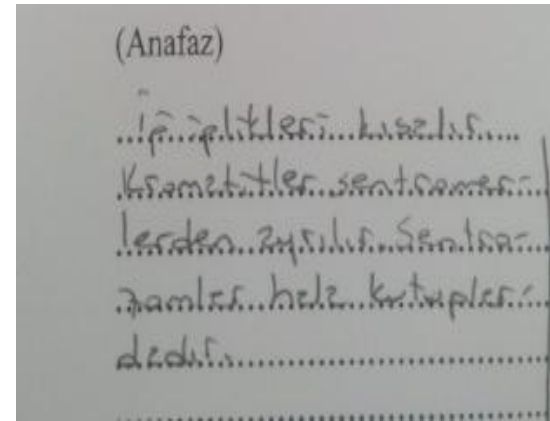 (Anafaz)
İp iplikleri kısalır.
Kromatitler sentromer-
lerden ayrılır. Sentro-
zomlar hala kutuplar-
dadır.